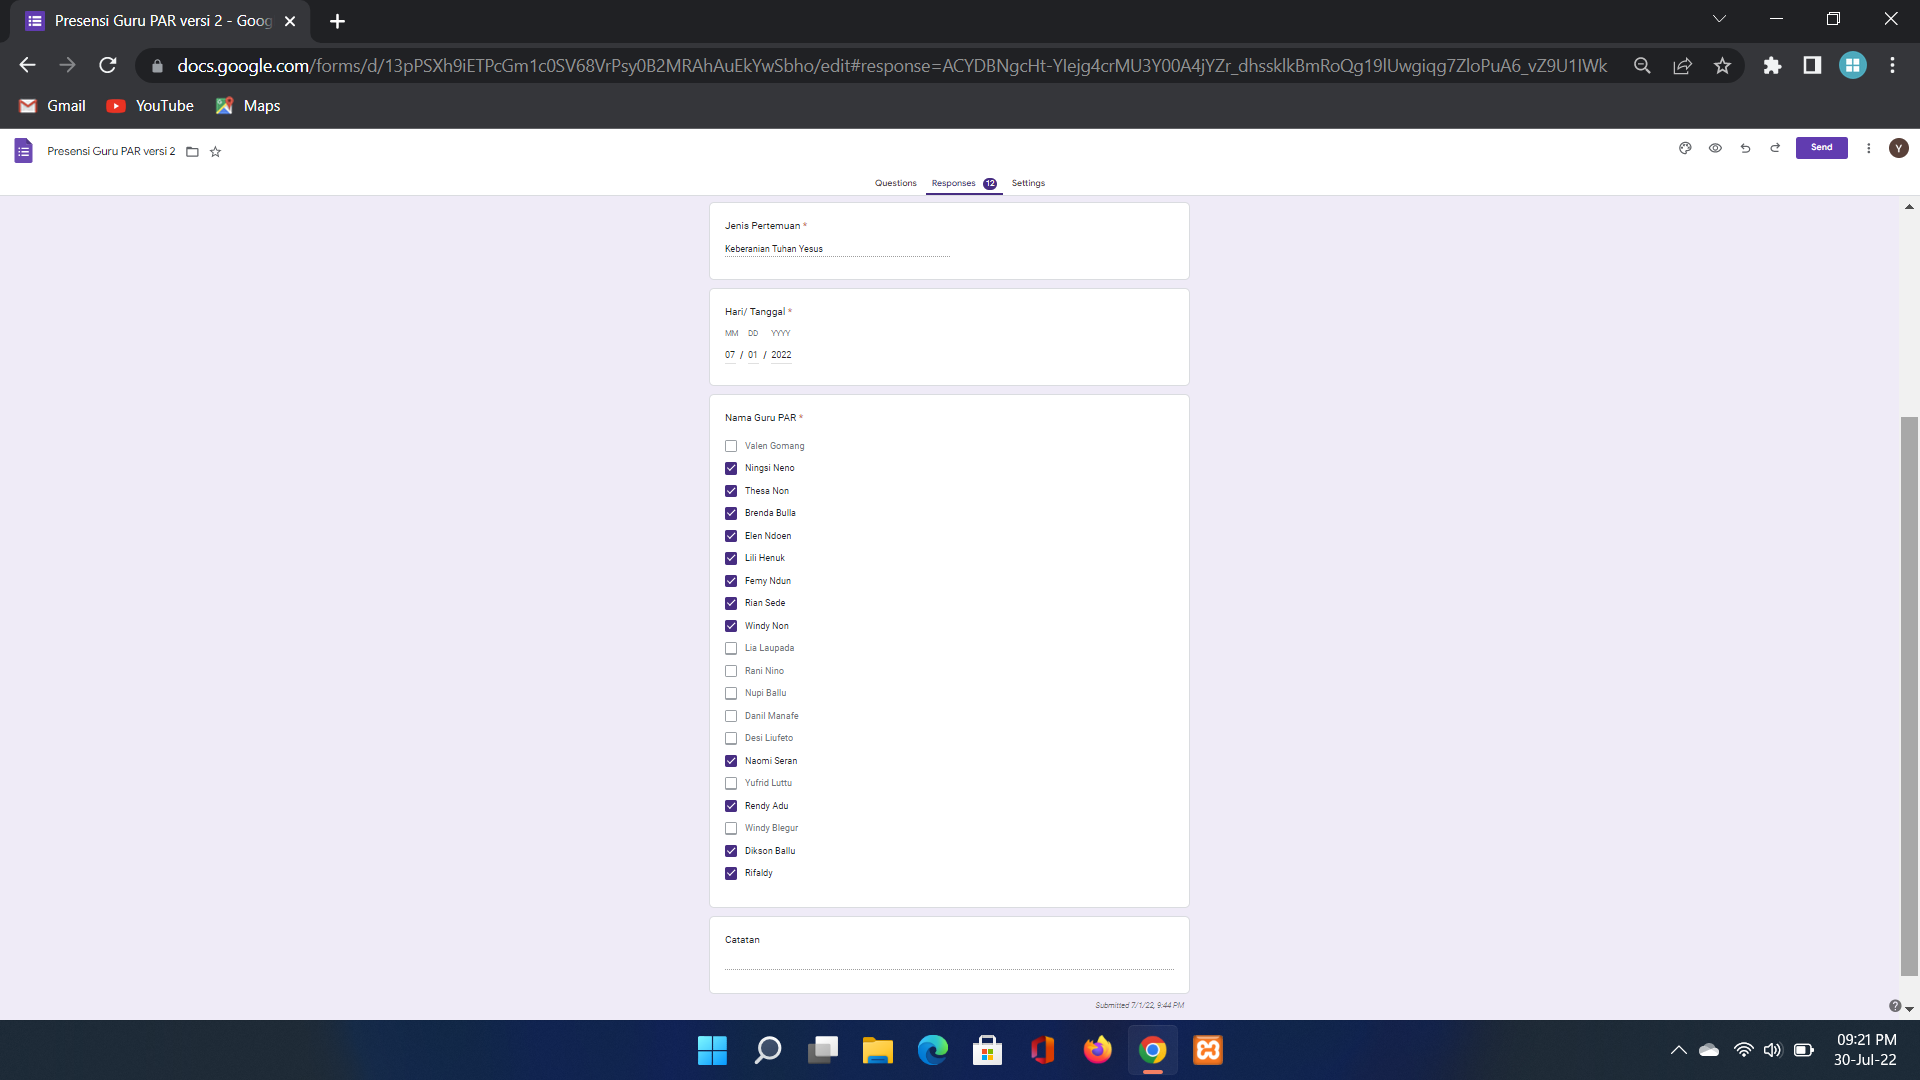 Presensi Guru PAR versi 2 - Goog
docs.google.com/forms/d/13pPSXh9iETPcGm1c0SV68VrPsy0B2MRAhAuEkYwSbho/edit#response=ACYDBNgcHt-YIejg4crMU3Y00A4jYZr_dhssklkBmRoQg19lUwgiqg7ZloPuA6_vZ9U1IWk
Gmail YouTube Maps
Presensi Guru PAR versi 2
Send
Y
Questions Responses 12 Settings
Jenis Pertemuan *
Keberanian Tuhan Yesus
Hari/ Tanggal *
MM DD YYYY
07 / 01 / 2022
Nama Guru PAR *
Valen Gomang
Ningsi Neno
Thesa Non
Brenda Bulla
Elen Ndoen
Lili Henuk
Femy Ndun
Rian Sede
Windy Non
Lia Laupada
Rani Nino
Nupi Ballu
Danil Manafe
Desi Liufeto
Naomi Seran
Yufrid Luttu
Rendy Adu
Windy Blegur
Dikson Ballu
Rifaldy
Catatan
Submitted 7/1/22, 9:44 PM
09:21 PM
30-Jul-22